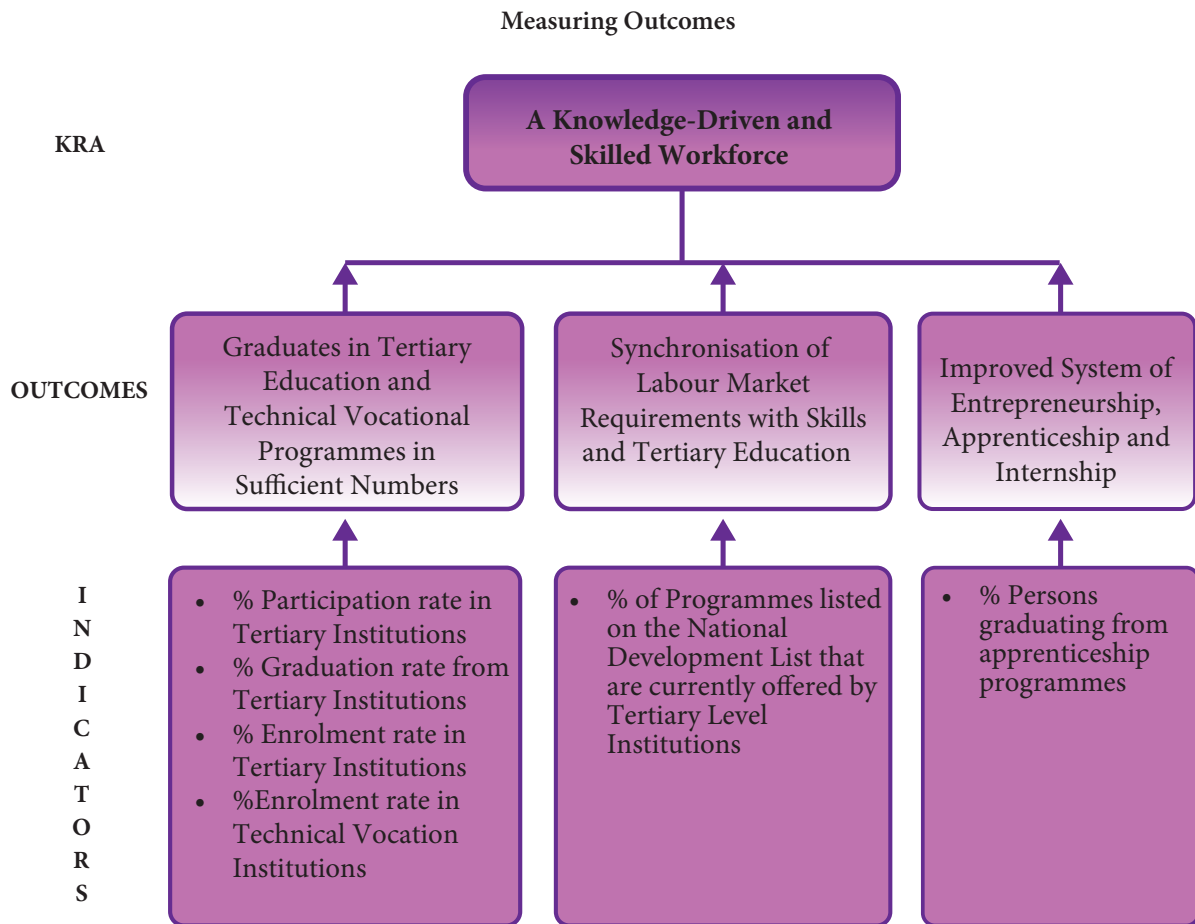 Measuring Outcomes
KRA
A Knowledge-Driven and
Skilled Workforce
OUTCOMES
Graduates in Tertiary
Education and
Technical Vocational
Programmes in
Sufficient Numbers
Synchronisation of
Labour Market
Requirements with Skills
and Tertiary Education
Improved System of
Entrepreneurship,
Apprenticeship and
Internship
I
N
D
I
C
A
T
O
R
S
• % Participation rate in
Tertiary Institutions
• % Graduation rate from
Tertiary Institutions
• % Enrolment rate in
Tertiary Institutions
• %Enrolment rate in
Technical Vocation
Institutions
• % of Programmes listed
on the National
Development List that
are currently offered by
Tertiary Level
Institutions
• % Persons
graduating from
apprenticeship
programmes